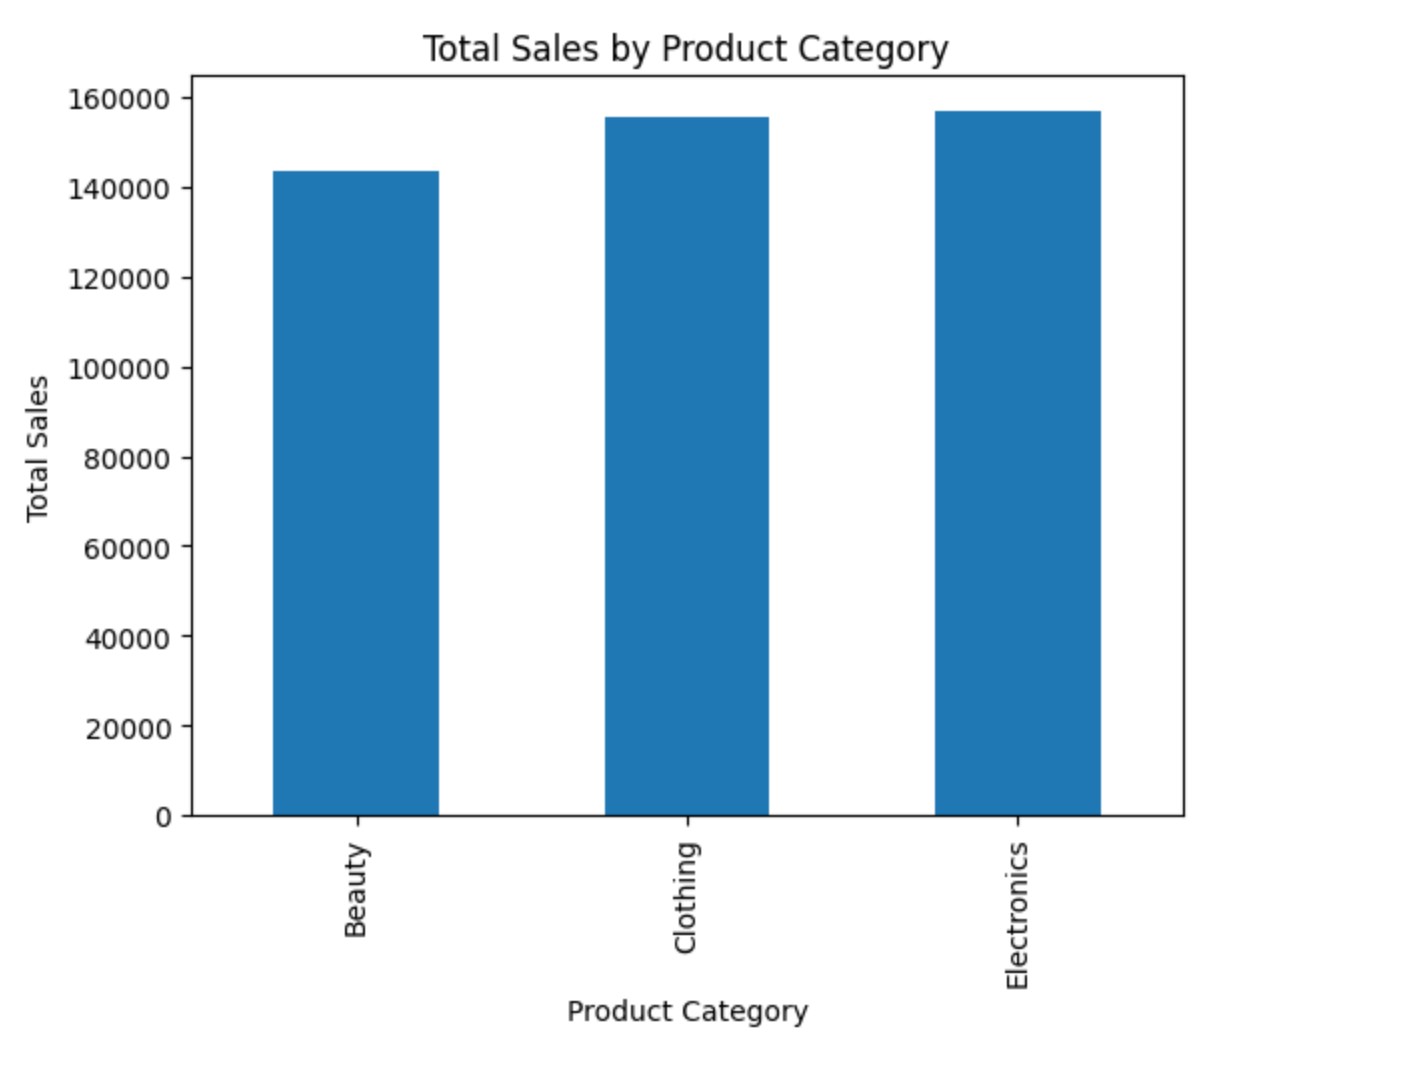 Total Sales by Product Category
160000
140000
120000
100000
80000
60000
40000
20000
0
Total Sales
Beauty
Clothing
Electronics
Product Category